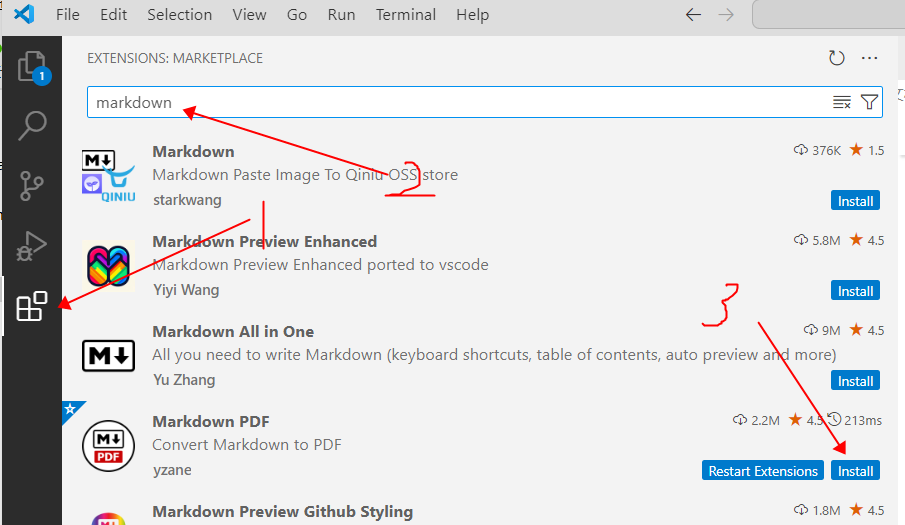 File Edit Selection View Go Run Terminal Help
EXTENSIONS: MARKETPLACE
1
markdown
Markdown 376K 1.5
Markdown Paste Image To Qiniu OSS store
QINIU
starkwang Install
2
1
Markdown Preview Enhanced 5.8M 4.5
Markdown Preview Enhanced ported to vscode
Yiyi Wang Install
3
Markdown All in One 9M 4.5
All you need to write Markdown (keyboard shortcuts, table of contents, auto preview and more)
Yu Zhang Install
Markdown PDF 2.2M 4.5 213ms
Convert Markdown to PDF
PDF
yzane Restart Extensions Install
Markdown Preview Github Styling 1.8M 4.5